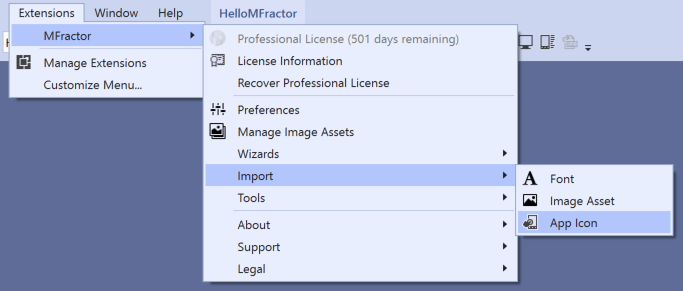 Extensions Window Help HelloMFractor
MFractor
Manage Extensions
Customize Menu...
Professional License (501 days remaining)
License Information
Recover Professional License
Preferences
Manage Image Assets
Wizards
Import
Tools
About
Support
Legal
Font
Image Asset
App Icon